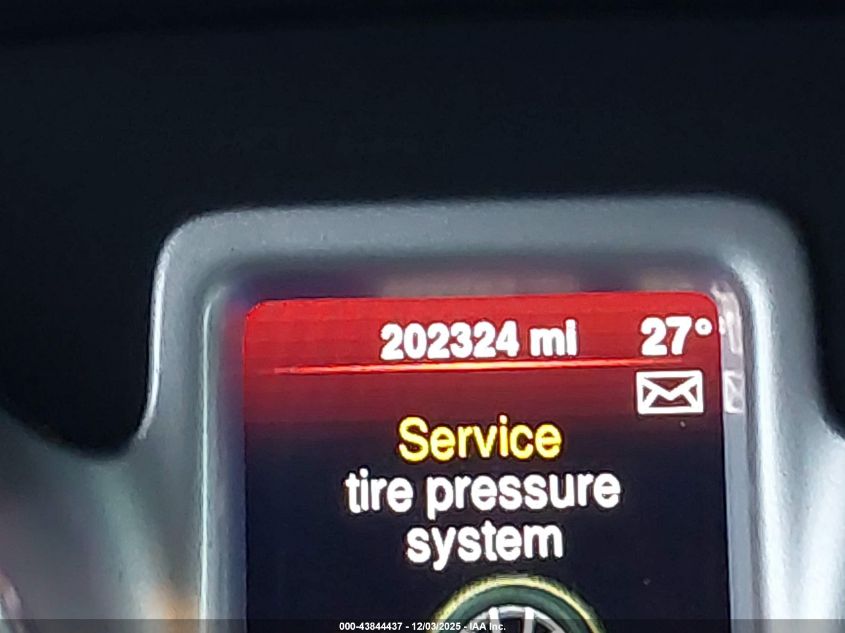 202324 mi 27°
Service
tire pressure
system
000-43844437 - 12/03/2025 - IAA Inc.